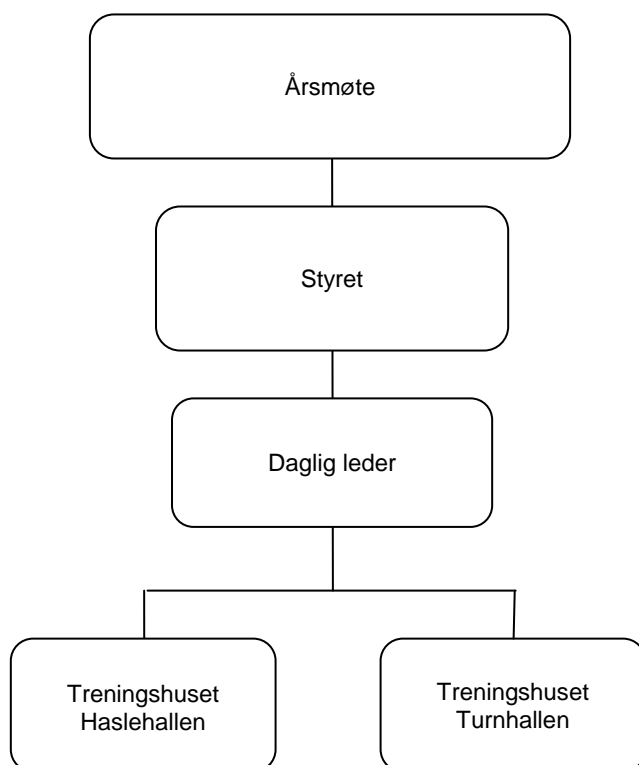 Årsmøte
Styret
Daglig leder
Treningshuset
Haslehallen
Treningshuset
Turnhallen